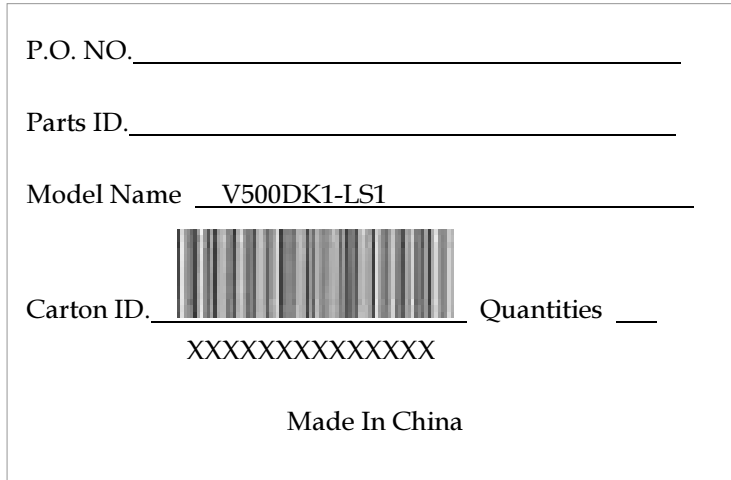 P.O. NO.
Parts ID.
Model Name V500DK1-LS1
Carton ID. Quantities
XXXXXXXXXXXXXX
Made In China